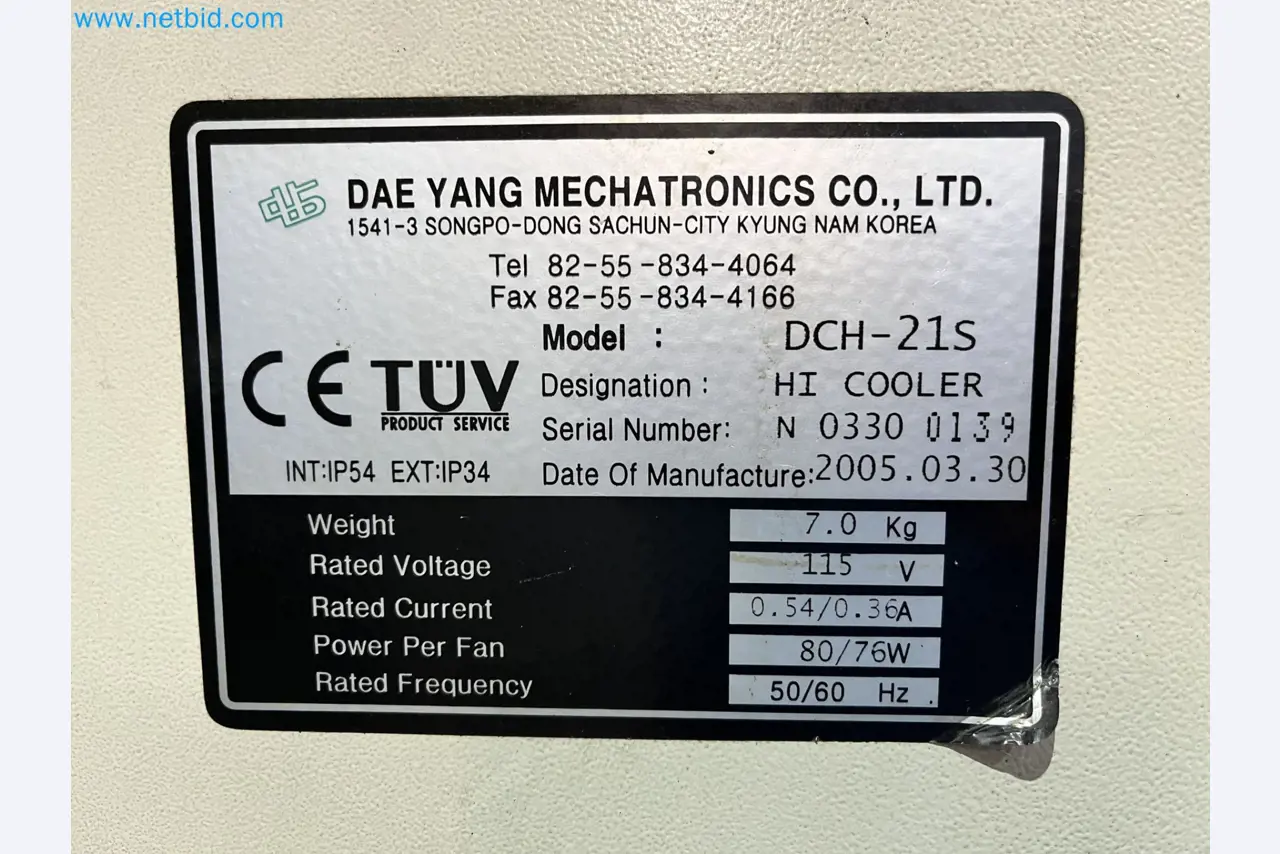 www.netbid.com
DAE YANG MECHATRONICS CO., LTD.
1541-3 SONGPO-DONG SACHUN-CITY KYUNG NAM KOREA
Tel 82-55-834-4064
Fax 82-55-834-4166
Model : DCH-21S
CE TÜV
PRODUCT SERVICE
Designation : HI COOLER
Serial Number: N 0330 0139
INT:IP54 EXT:IP34
Date Of Manufacture:2005.03.30
Weight 7.0 Kg
Rated Voltage 115 V
Rated Current 0.54/0.36A
Power Per Fan 80/76W
Rated Frequency 50/60 Hz .